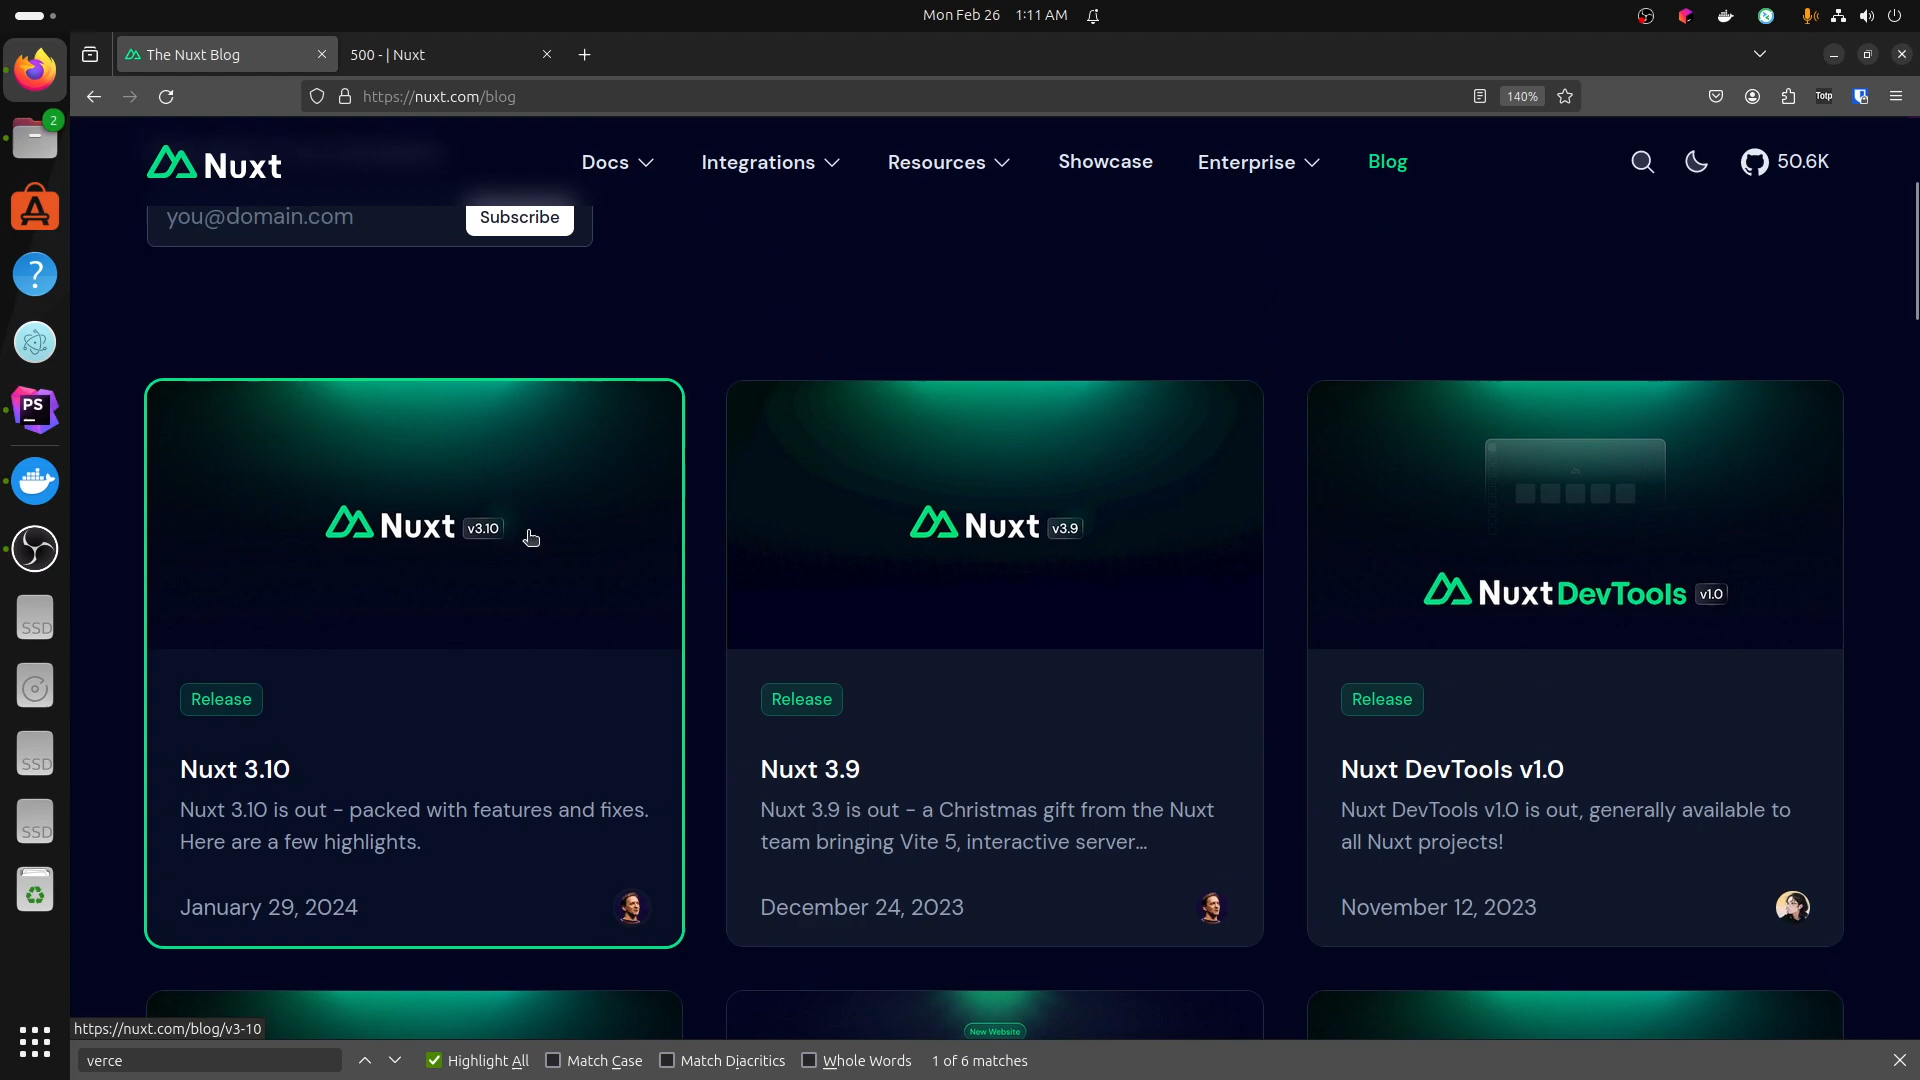 Mon Feb 26 1:11 AM
The Nuxt Blog
500 - | Nuxt
https://nuxt.com/blog
140%
Totp
2
Nuxt
Docs
Integrations
Resources
Showcase
Enterprise
Blog
50.6K
you@domain.com
Subscribe
Nuxt v3.10
Release
Nuxt 3.10
Nuxt 3.10 is out – packed with features and fixes.
Here are a few highlights.
January 29, 2024
Nuxt v3.9
Release
Nuxt 3.9
Nuxt 3.9 is out – a Christmas gift from the Nuxt
team bringing Vite 5, interactive server...
December 24, 2023
Nuxt DevTools v1.0
Release
Nuxt DevTools v1.0
Nuxt DevTools v1.0 is out, generally available to
all Nuxt projects!
November 12, 2023
New Website
PS
SSD
SSD
SSD
https://nuxt.com/blog/v3-10
verce
Highlight All
Match Case
Match Diacritics
Whole Words
1 of 6 matches